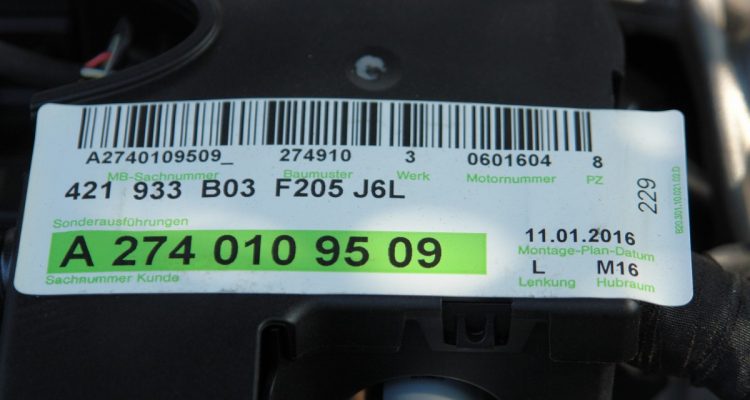 A2740109509_ 274910 3 0601604 8
MB-Sachnummer Baumuster Werk Motornummer PZ
421 933 B03 F205 J6L
Sonderausführungen
A 274 010 95 09
Sachnummer Kunde
11.01.2016
Montage-Plan-Datum
L M16
Lenkung Hubraum
229